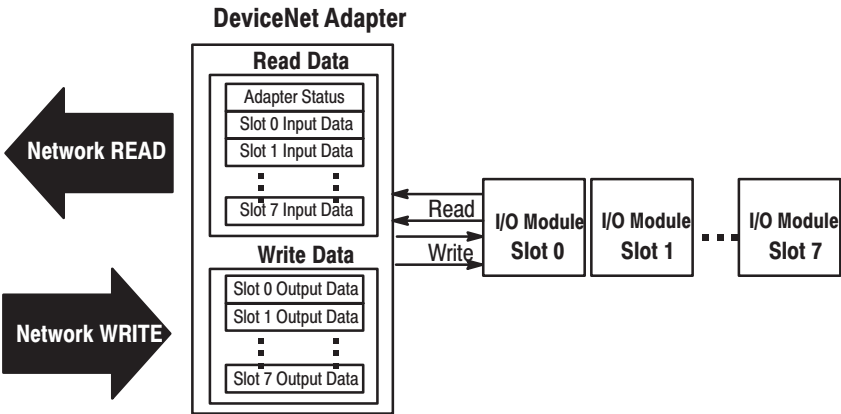 DeviceNet Adapter
Read Data
Adapter Status
Slot 0 Input Data
Slot 1 Input Data
Slot 7 Input Data
Network READ
Read
Write
I/O Module
Slot 0
I/O Module
Slot 1
I/O Module
Slot 7
Write Data
Slot 0 Output Data
Slot 1 Output Data
Slot 7 Output Data
Network WRITE